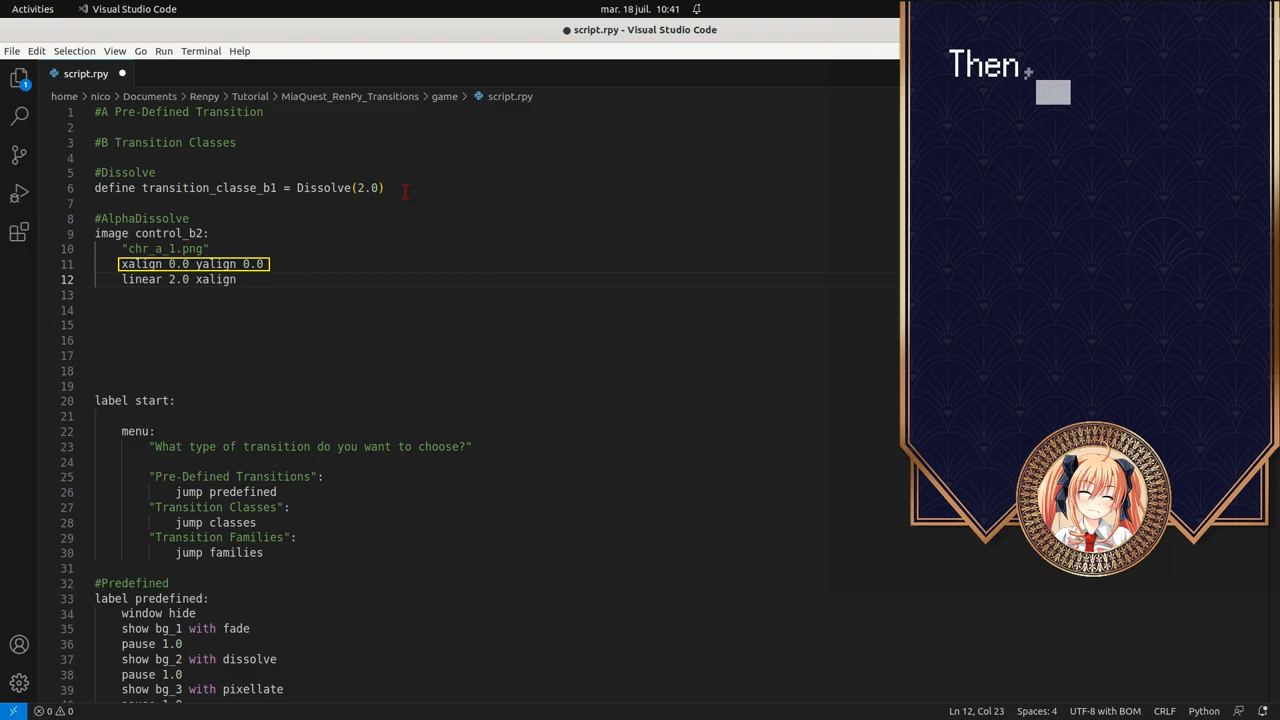 Activities
Visual Studio Code
mar. 18 juil. 10:41
● script.rpy - Visual Studio Code
File Edit Selection View Go Run Terminal Help
script.rpy
home > nico > Documents > Renpy > Tutorial > MiaQuest_RenPy_Transitions > game > script.rpy
1 #A Pre-Defined Transition
2
3 #B Transition Classes
4
5 #Dissolve
6 define transition_classe_b1 = Dissolve(2.0)
7
8 #AlphaDissolve
9 image control_b2:
10 "chr_a_1.png"
11 xalign 0.0 yalign 0.0
12 linear 2.0 xalign
13
14
15
16
17
18
19
20 label start:
21
22 menu:
23 "What type of transition do you want to choose?"
24
25 "Pre-Defined Transitions":
26 jump predefined
27 "Transition Classes":
28 jump classes
29 "Transition Families":
30 jump families
31
32 #Predefined
33 label predefined:
34 window hide
35 show bg_1 with fade
36 pause 1.0
37 show bg_2 with dissolve
38 pause 1.0
39 show bg_3 with pixellate
1
0 0
Ln 12, Col 23
Spaces: 4
UTF-8 with BOM
CRLF
Python
Then,